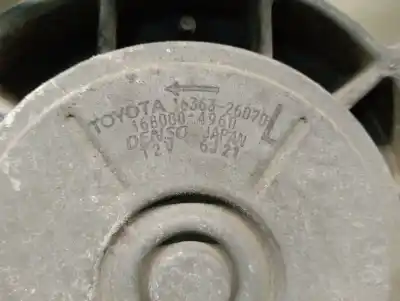 TOYOTA 16363-26070
168000-4960
DENSO JAPAN
12V 6J21
L